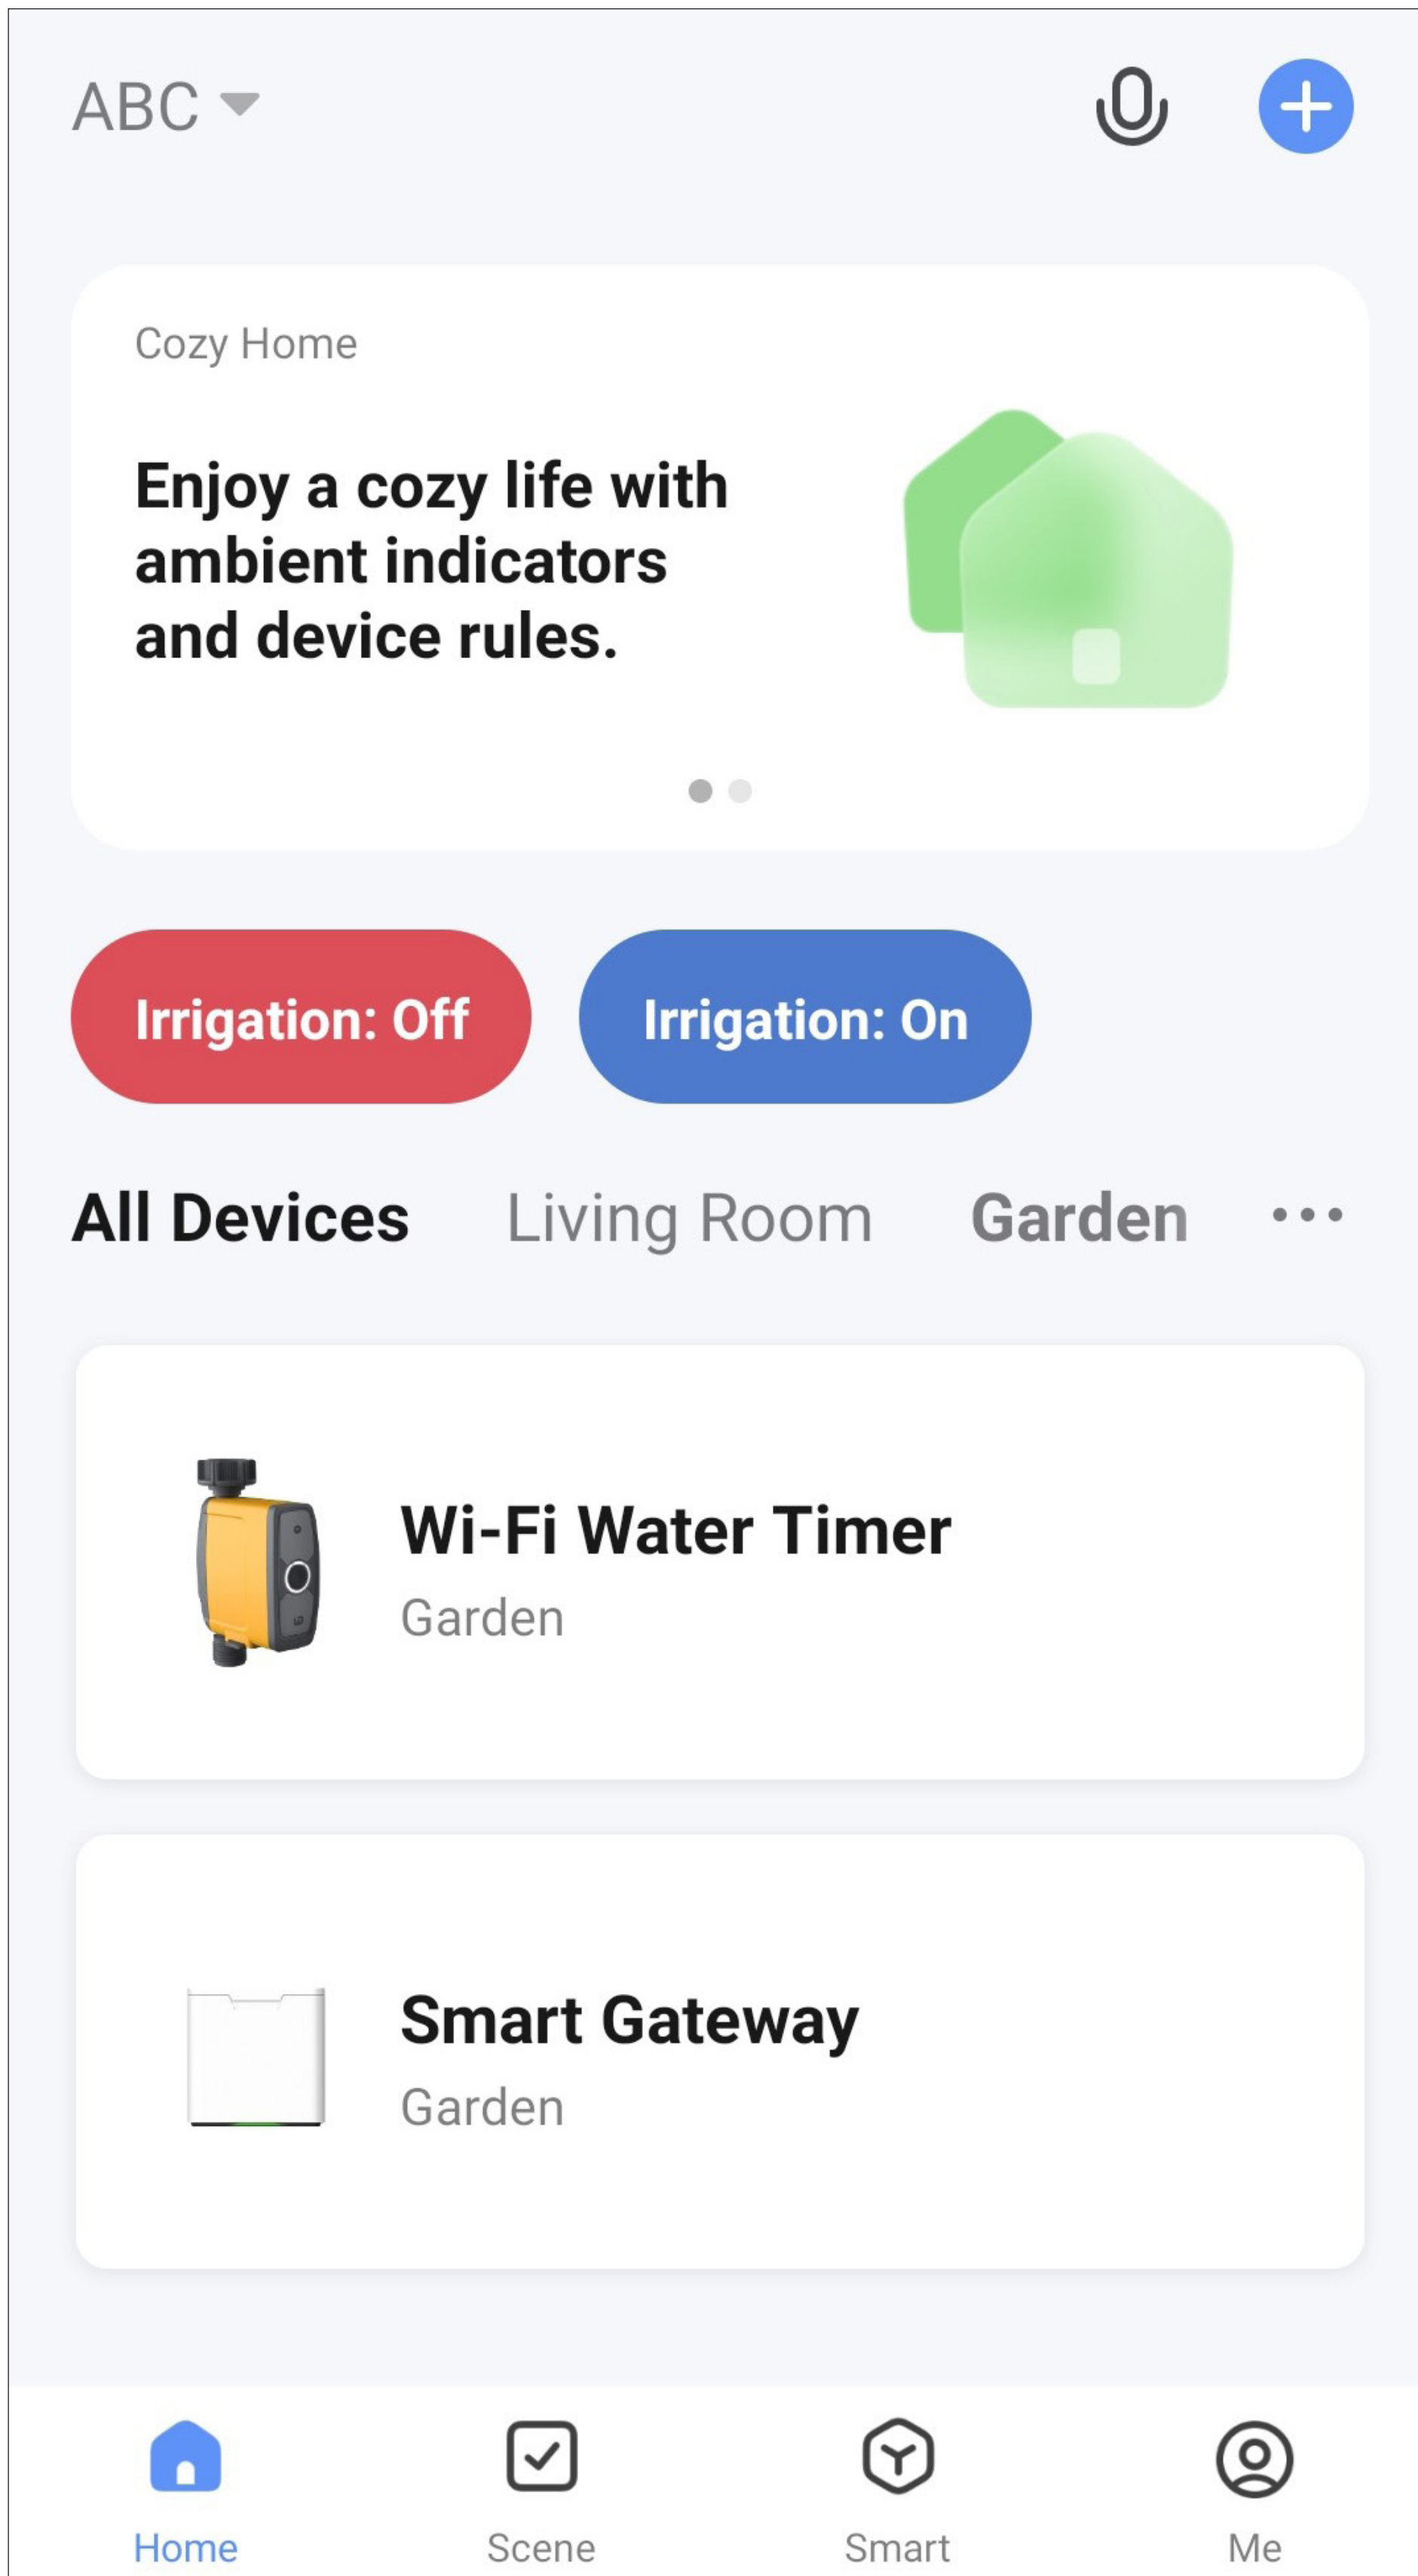 ABC
Cozy Home
Enjoy a cozy life with
ambient indicators
and device rules.
Irrigation: Off
Irrigation: On
All Devices
Living Room
Garden
Wi-Fi Water Timer
Garden
Smart Gateway
Garden
Home
Scene
Smart
Me